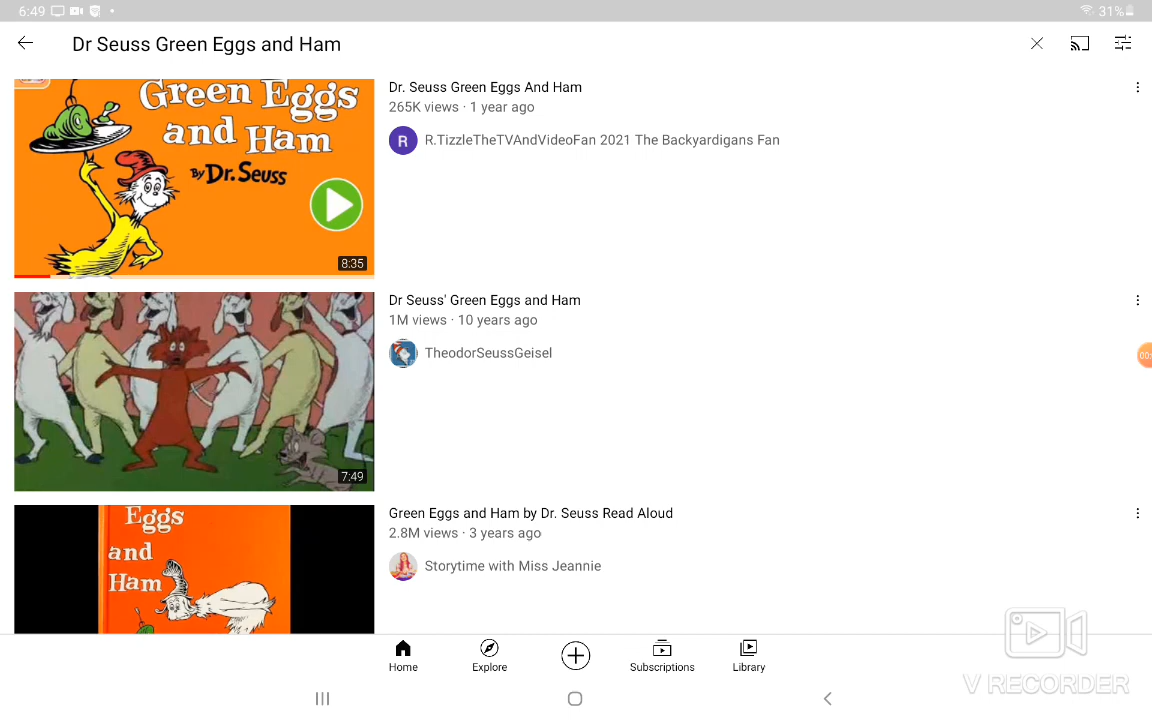 6:49
31%
Dr Seuss Green Eggs and Ham
Green Eggs
and Ham
By Dr. Seuss
8:35
Dr. Seuss Green Eggs And Ham
265K views · 1 year ago
R
R.TizzleTheTVAndVideoFan 2021 The Backyardigans Fan
7:49
Dr Seuss' Green Eggs and Ham
1M views · 10 years ago
TheodorSeussGeisel
Eggs
and
Ham
Green Eggs and Ham by Dr. Seuss Read Aloud
2.8M views · 3 years ago
Storytime with Miss Jeannie
00:
Home
Explore
Subscriptions
Library
V RECORDER